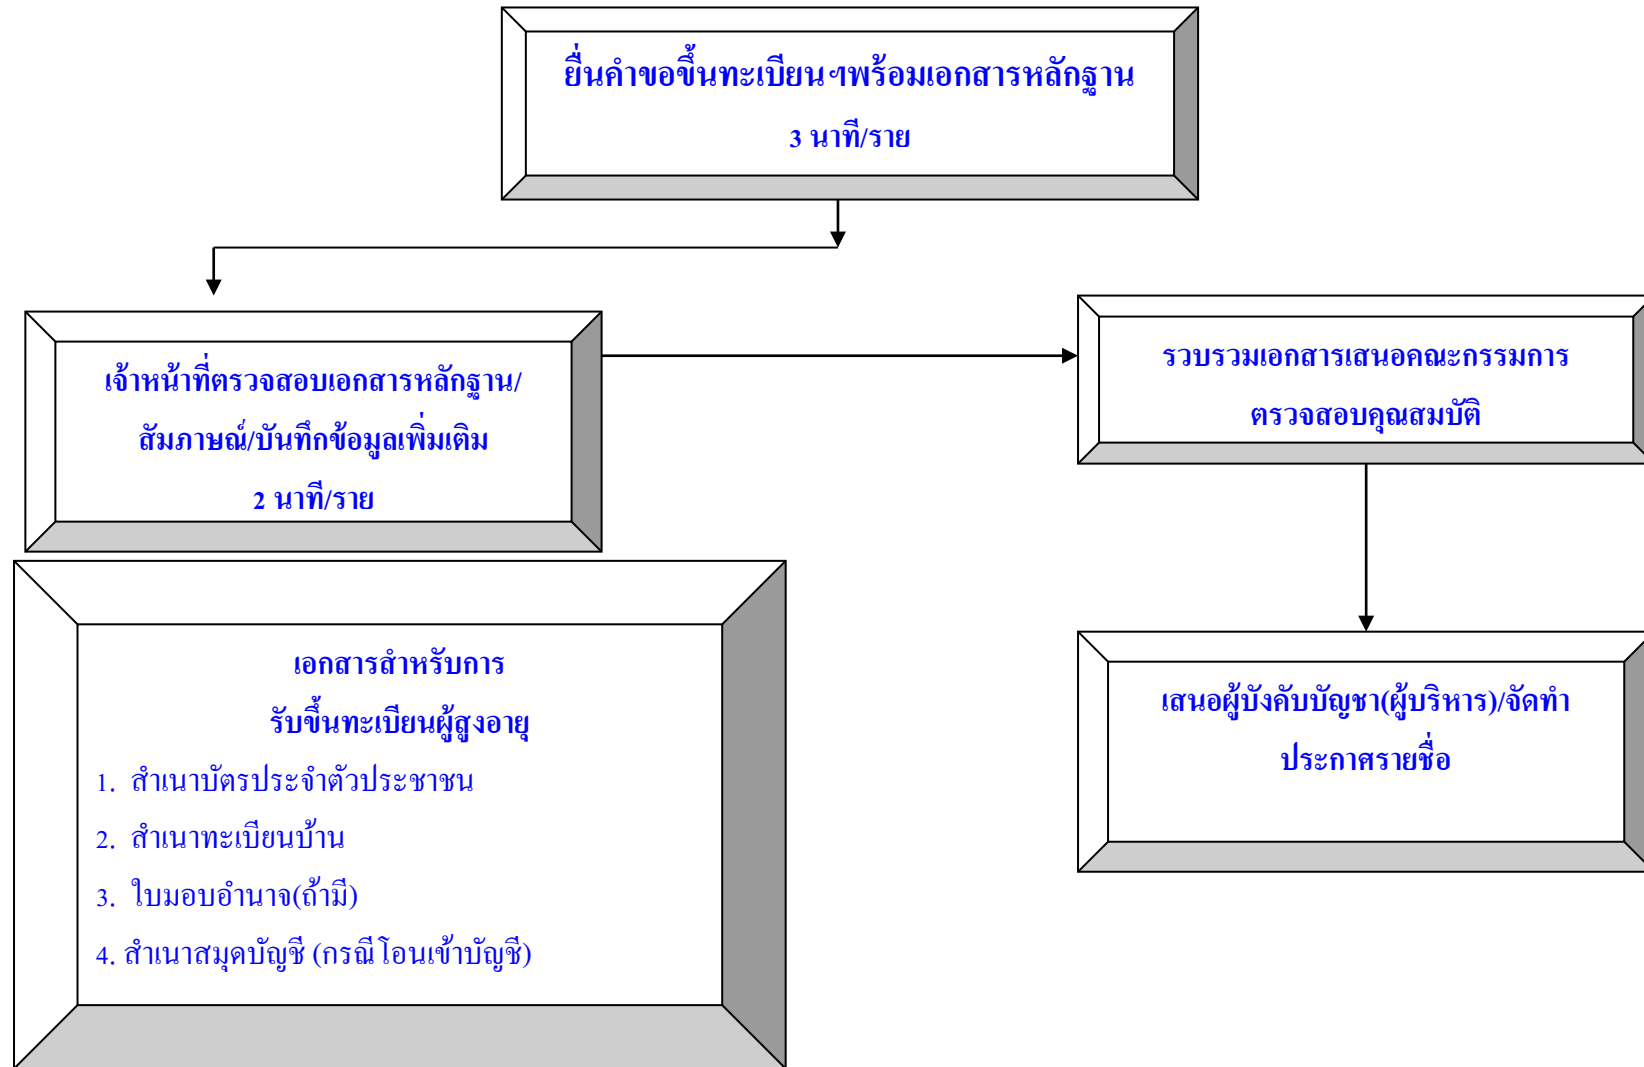 ยื่นคำขอขึ้นทะเบียนฯพร้อมเอกสารหลักฐาน
3 นาที/ราย
เจ้าหน้าที่ตรวจสอบเอกสารหลักฐาน/
สัมภาษณ์/บันทึกข้อมูลเพิ่มเติม
2 นาที/ราย
รวบรวมเอกสารเสนอคณะกรรมการ
ตรวจสอบคุณสมบัติ
เอกสารสำหรับการ
รับขึ้นทะเบียนผู้สูงอายุ
1. สำเนาบัตรประจำตัวประชาชน
2. สำเนาทะเบียนบ้าน
3. ใบมอบอำนาจ(ถ้ามี)
4. สำเนาสมุดบัญชี (กรณีโอนเข้าบัญชี)
เสนอผู้บังคับบัญชา(ผู้บริหาร)/จัดทำ
ประกาศรายชื่อ